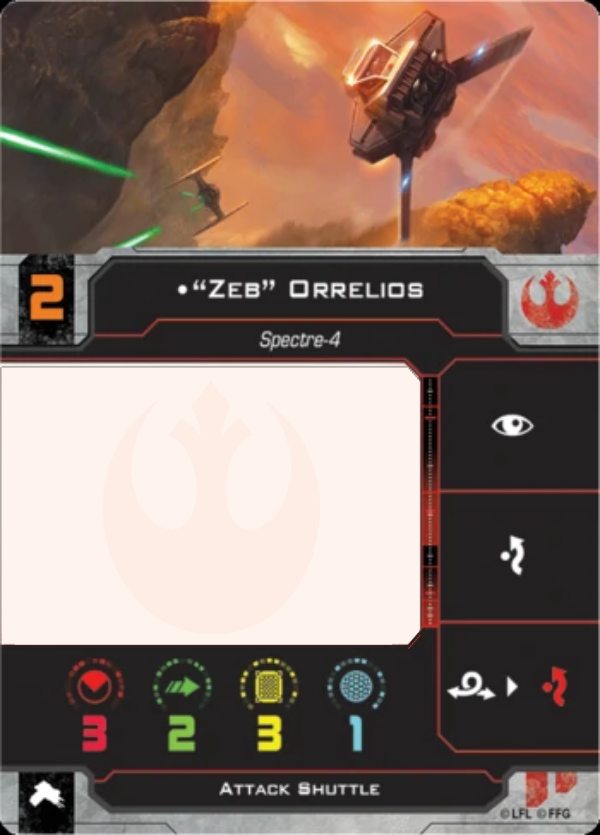 2
•“Zeb” Orrelios
Spectre-4
3 2 3 1
Attack Shuttle
©LFL ©FFG